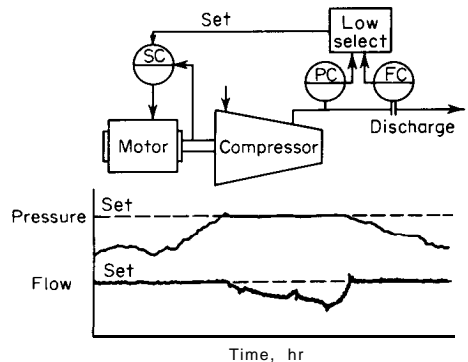 Set
Low
select
SC
PC
FC
Discharge
Motor
Compressor
Set
Pressure
Set
Flow
Time, hr